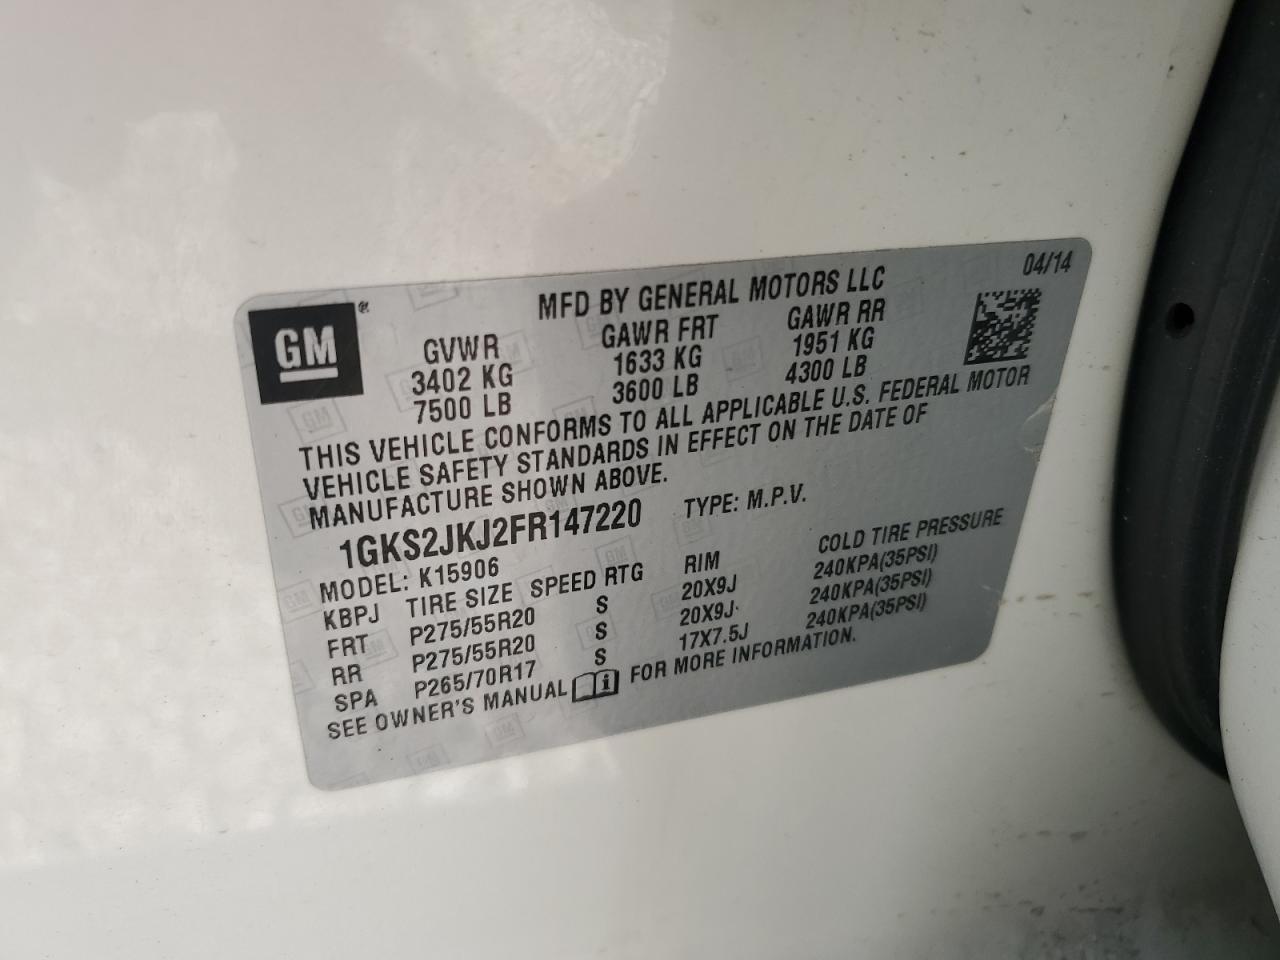 04/14
GM ®
MFD BY GENERAL MOTORS LLC
GVWR GAWR FRT GAWR RR
3402 KG 1633 KG 1951 KG
7500 LB 3600 LB 4300 LB
THIS VEHICLE CONFORMS TO ALL APPLICABLE U.S. FEDERAL MOTOR
VEHICLE SAFETY STANDARDS IN EFFECT ON THE DATE OF
MANUFACTURE SHOWN ABOVE.
1GKS2JKJ2FR147220 TYPE: M.P.V.
MODEL: K15906
KBPJ TIRE SIZE SPEED RTG RIM COLD TIRE PRESSURE
FRT P275/55R20 S 20X9J 240KPA(35PSI)
RR P275/55R20 S 20X9J 240KPA(35PSI)
SPA P265/70R17 S 17X7.5J 240KPA(35PSI)
SEE OWNER'S MANUAL i FOR MORE INFORMATION.